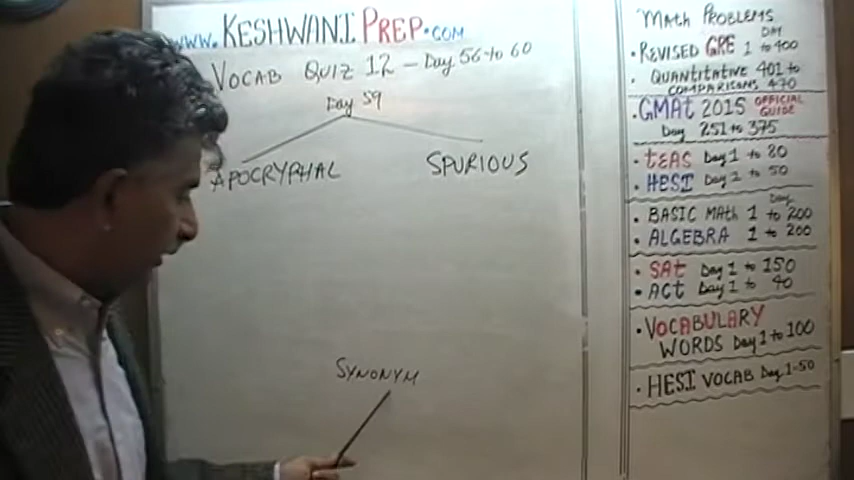 www.KESHWANIPREP.COM
VOCAB QUIZ 12 - Day 56 to 60
Day 59
APOCRYPHAL
SPURIOUS
SYNONYM
MATH PROBLEMS
DAY
• REVISED GRE 1 to 400
• QUANTITATIVE 401 to
COMPARISONS 470
• GMAT 2015 OFFICIAL
GUIDE
Day 251 to 375
• TEAS Day 1 to 80
• HESI Day 1 to 50
Day
• BASIC MATH 1 to 200
• ALGEBRA 1 to 200
• SAT Day 1 to 150
• ACT Day 1 to 40
• VOCABULARY
WORDS Day 1 to 100
• HESI VOCAB Day 1-50